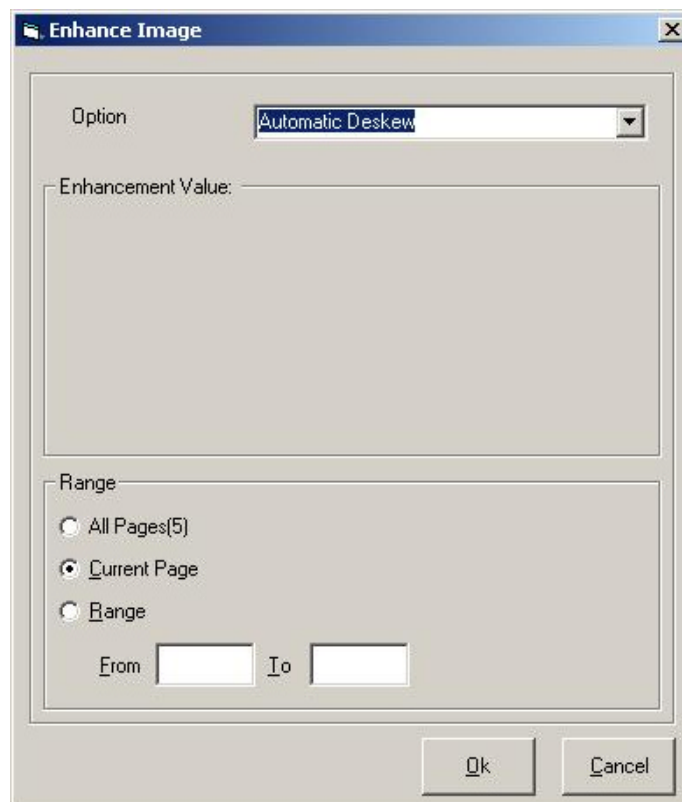 Enhance Image
Option Automatic Deskew
Enhancement Value:
Range
All Pages(5)
Current Page
Range
From To
Ok Cancel